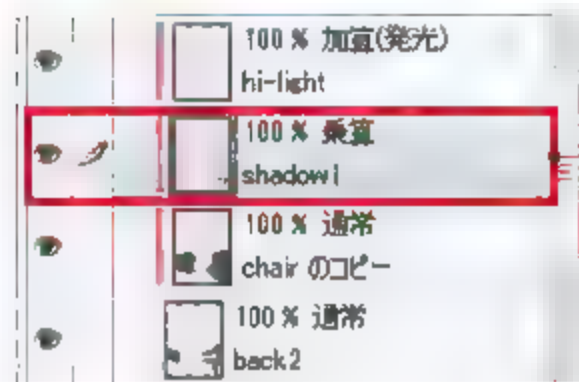 100 % 加算(発光)
hi-light
100 % 乗算
shadow1
100 % 通常
chair のコピー
100 % 通常
back2